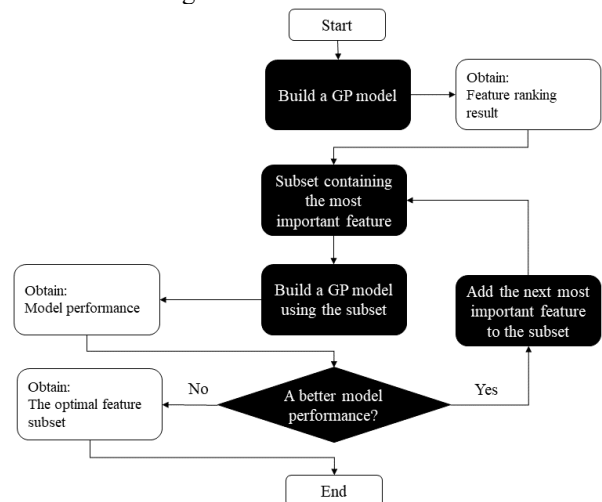 Start
Build a GP model
Obtain:
Feature ranking
result
Subset containing
the most
important feature
Build a GP model
using the subset
Obtain:
Model performance
Add the next most
important feature
to the subset
A better model
performance?
No
Yes
Obtain:
The optimal feature
subset
End